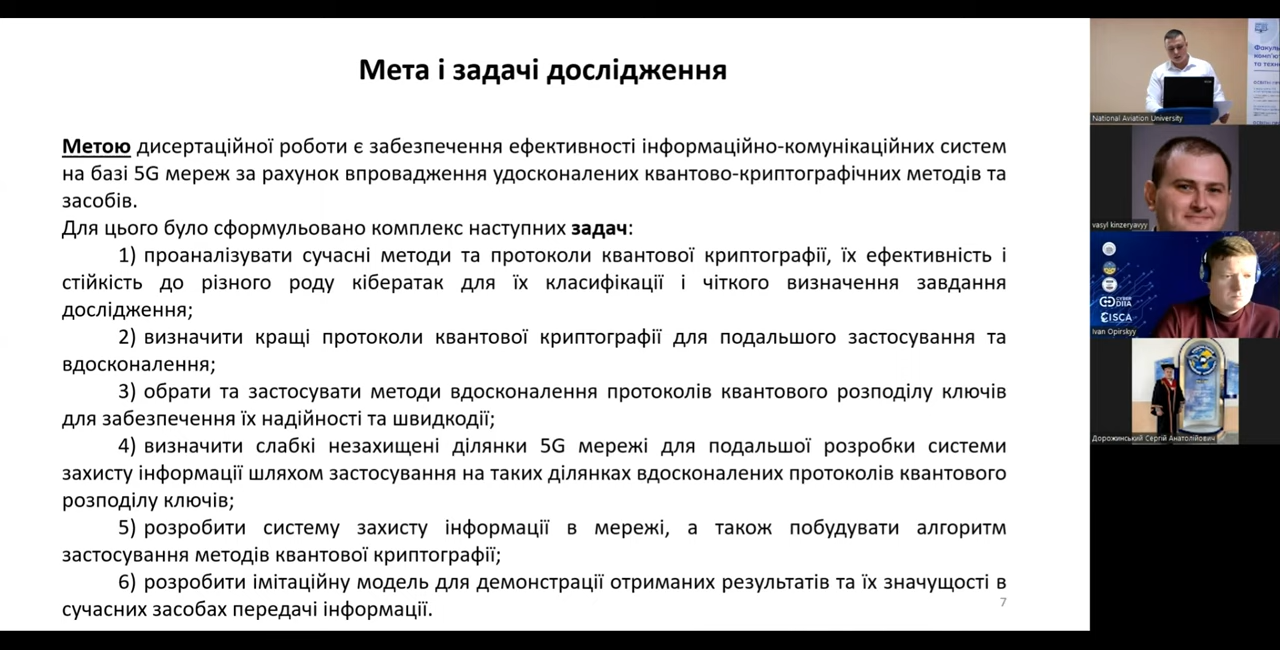 Мета і задачі дослідження
Метою дисертаційної роботи є забезпечення ефективності інформаційно-комунікаційних систем
на базі 5G мереж за рахунок впровадження удосконалених квантово-криптографічних методів та
засобів.
Для цього було сформульовано комплекс наступних задач:
1) проаналізувати сучасні методи та протоколи квантової криптографії, їх ефективність і
стійкість до різного роду кібератак для їх класифікації і чіткого визначення завдання
дослідження;
2) визначити кращі протоколи квантової криптографії для подальшого застосування та
вдосконалення;
3) обрати та застосувати методи вдосконалення протоколів квантового розподілу ключів
для забезпечення їх надійності та швидкодії;
4) визначити слабкі незахищені ділянки 5G мережі для подальшої розробки системи
захисту інформації шляхом застосування на таких ділянках вдосконалених протоколів квантового
розподілу ключів;
5) розробити систему захисту інформації в мережі, а також побудувати алгоритм
застосування методів квантової криптографії;
6) розробити імітаційну модель для демонстрації отриманих результатів та їх значущості в
сучасних засобах передачі інформації.
7
National Aviation University
vasyl kinzeryavyy
CYBER
DIIA
CISCA
Ivan Opirskyy
Дорожинський Сергій Анатолійович